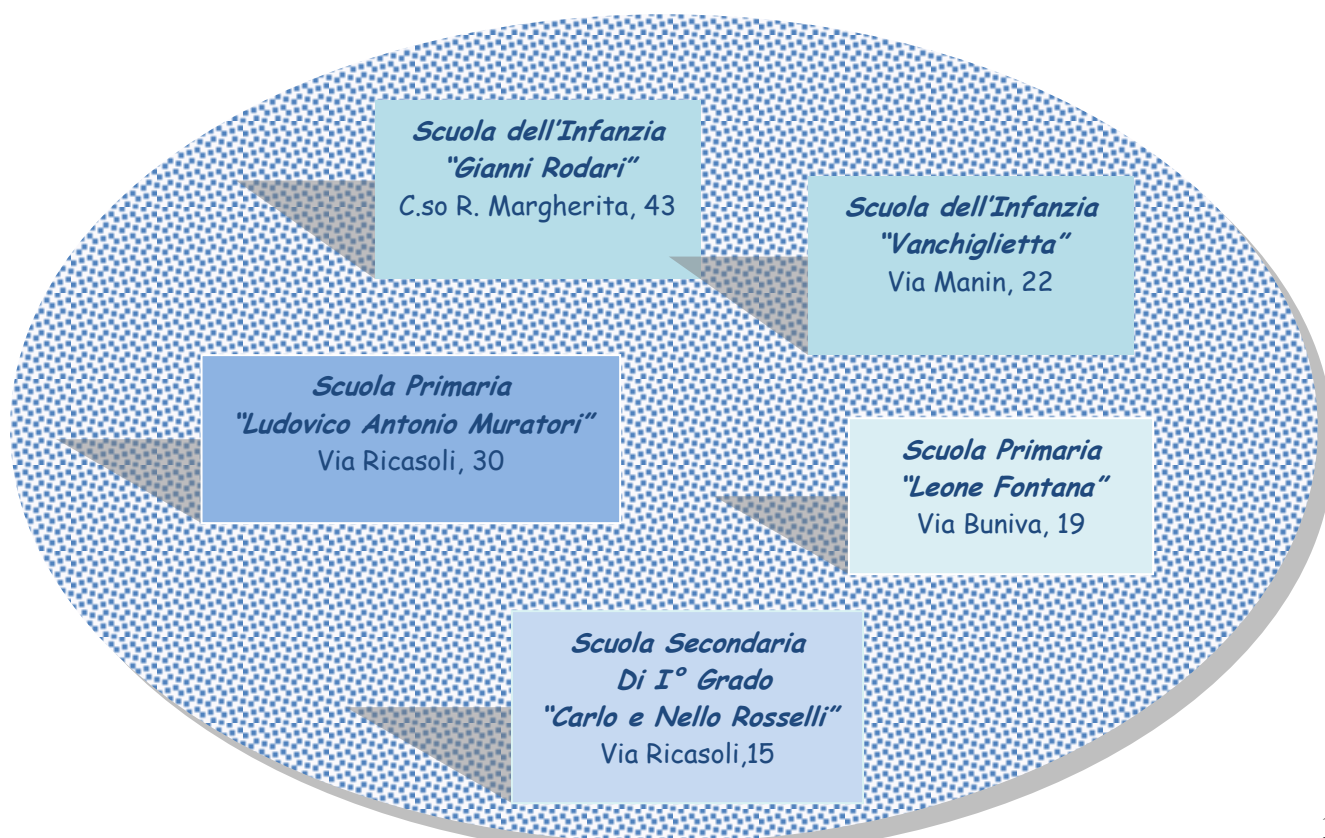 Scuola dell'Infanzia
"Gianni Rodari"
C.so R. Margherita, 43
Scuola dell'Infanzia
"Vanchiglietta"
Via Manin, 22
Scuola Primaria
"Ludovico Antonio Muratori"
Via Ricasoli, 30
Scuola Primaria
"Leone Fontana"
Via Buniva, 19
Scuola Secondaria
Di I° Grado
"Carlo e Nello Rosselli"
Via Ricasoli,15